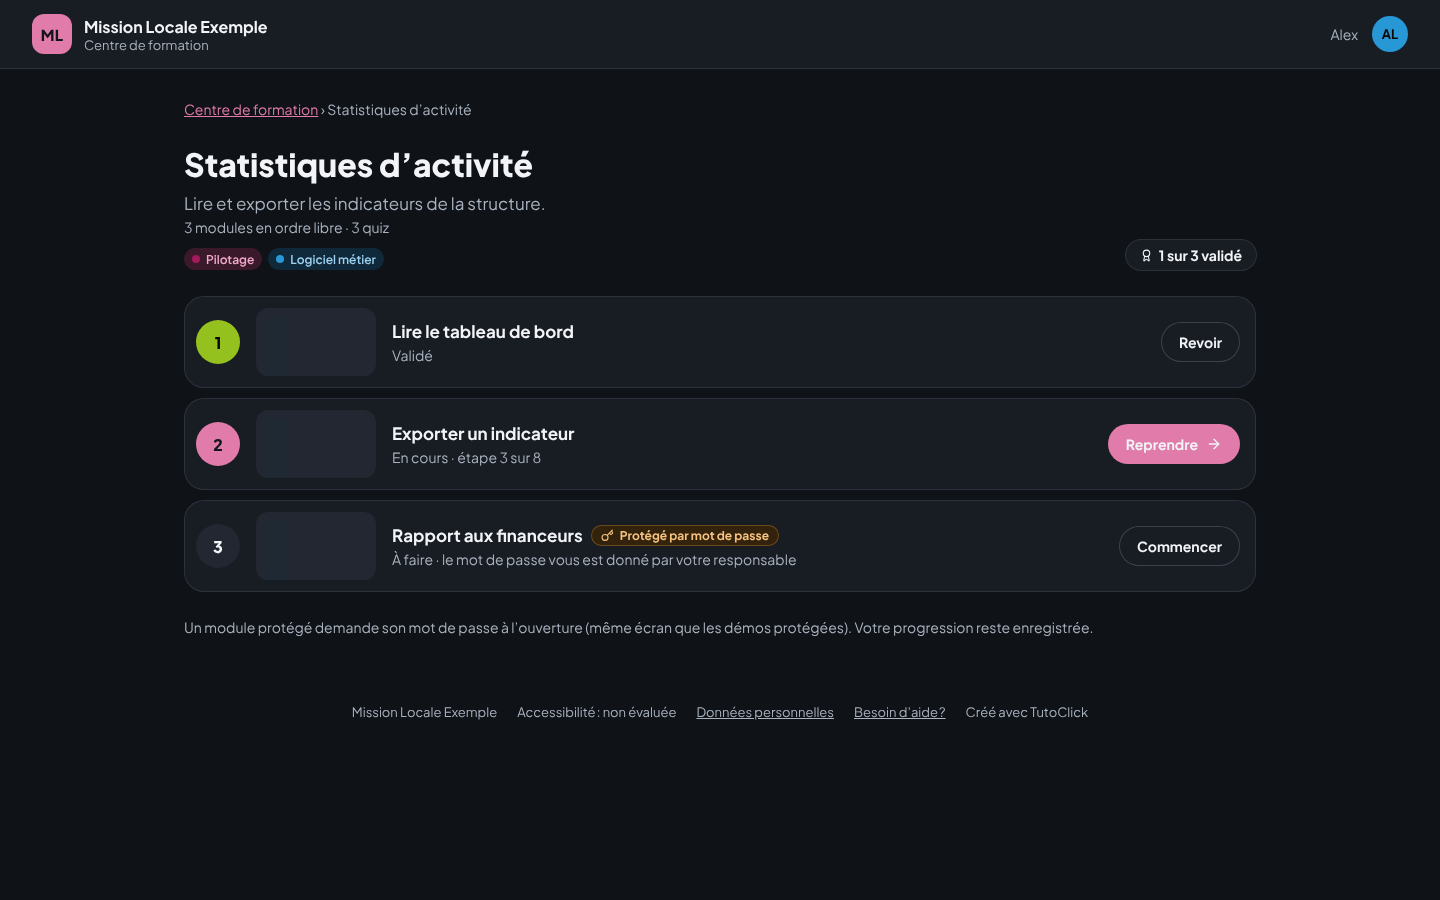 ML
Mission Locale Exemple
Centre de formation
Alex
AL
Centre de formation › Statistiques d’activité
Statistiques d’activité
Lire et exporter les indicateurs de la structure.
3 modules en ordre libre · 3 quiz
Pilotage
Logiciel métier
1 sur 3 validé
1
Lire le tableau de bord
Validé
Revoir
2
Exporter un indicateur
En cours · étape 3 sur 8
Reprendre →
3
Rapport aux financeurs
Protégé par mot de passe
À faire · le mot de passe vous est donné par votre responsable
Commencer
Un module protégé demande son mot de passe à l’ouverture (même écran que les démos protégées). Votre progression reste enregistrée.
Mission Locale Exemple
Accessibilité : non évaluée
Données personnelles
Besoin d’aide ?
Créé avec TutoClick